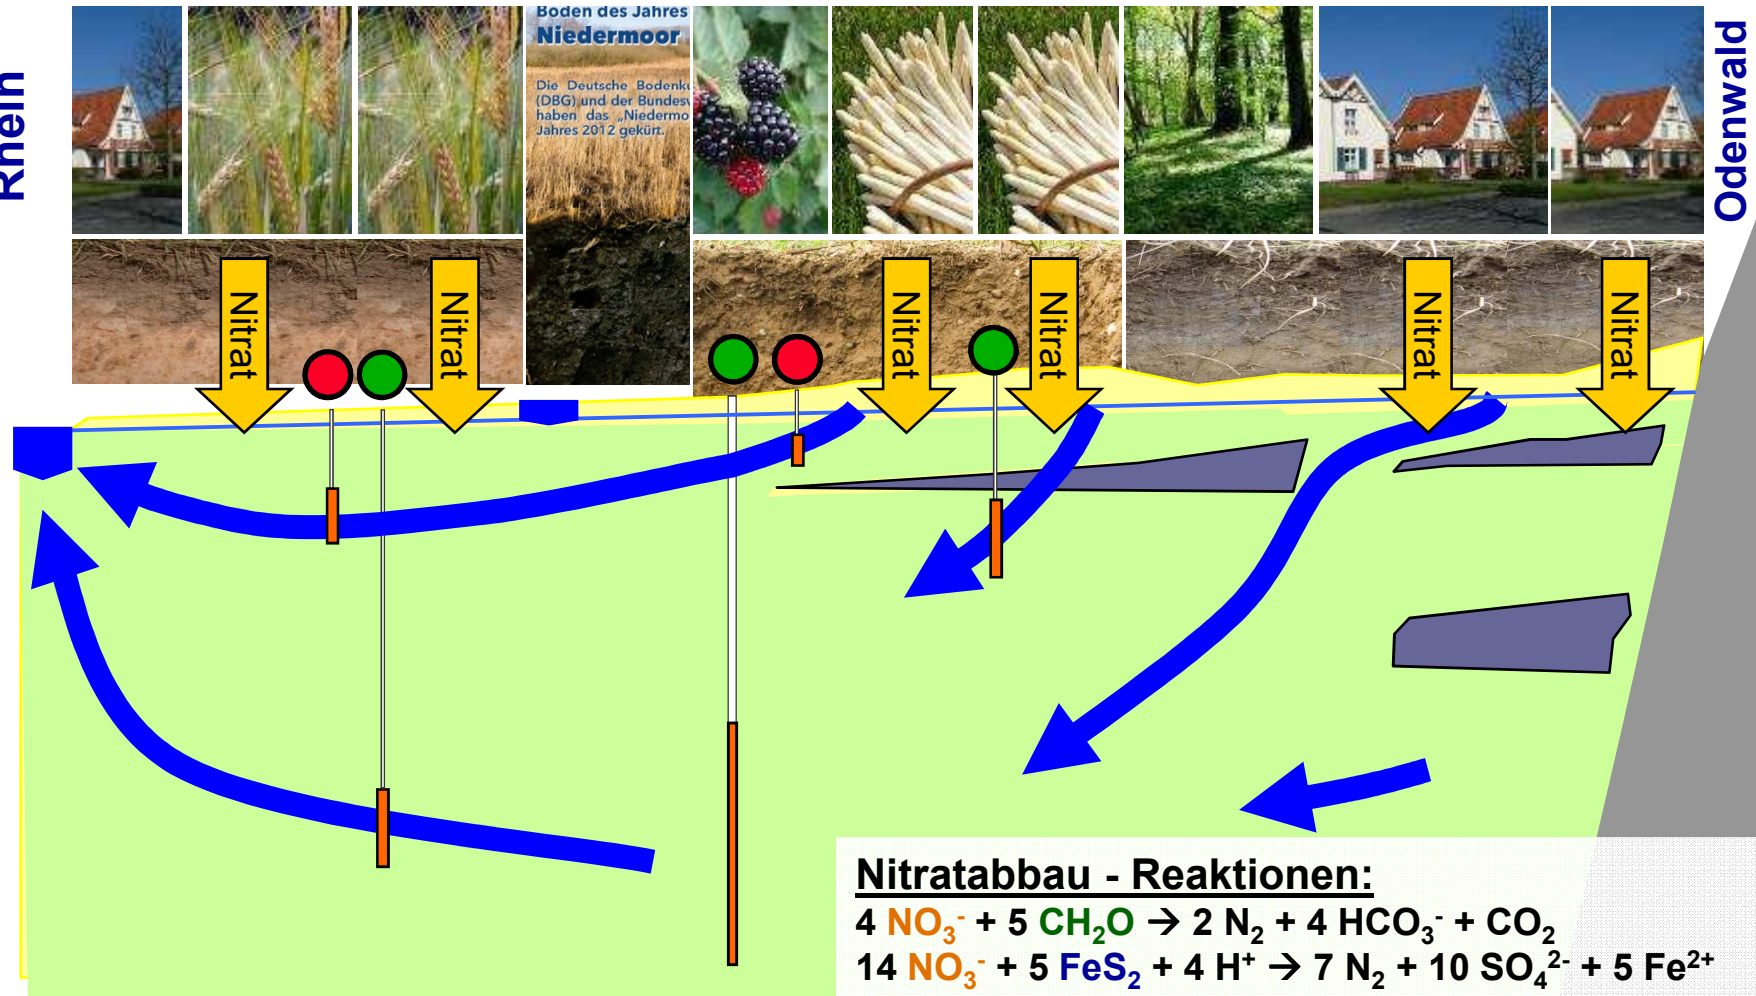 Rhein
Boden des Jahres
Niedermoor
Die Deutsche Bodenku
(DBG) und der Bundesv
haben das „Niedermo
Jahres 2012 gekürt.
Odenwald
Nitrat
Nitrat
Nitrat
Nitrat
Nitrat
Nitrat
Nitratabbau - Reaktionen:
4 NO₃⁻ + 5 CH₂O → 2 N₂ + 4 HCO₃⁻ + CO₂
14 NO₃⁻ + 5 FeS₂ + 4 H⁺ → 7 N₂ + 10 SO₄²⁻ + 5 Fe²⁺